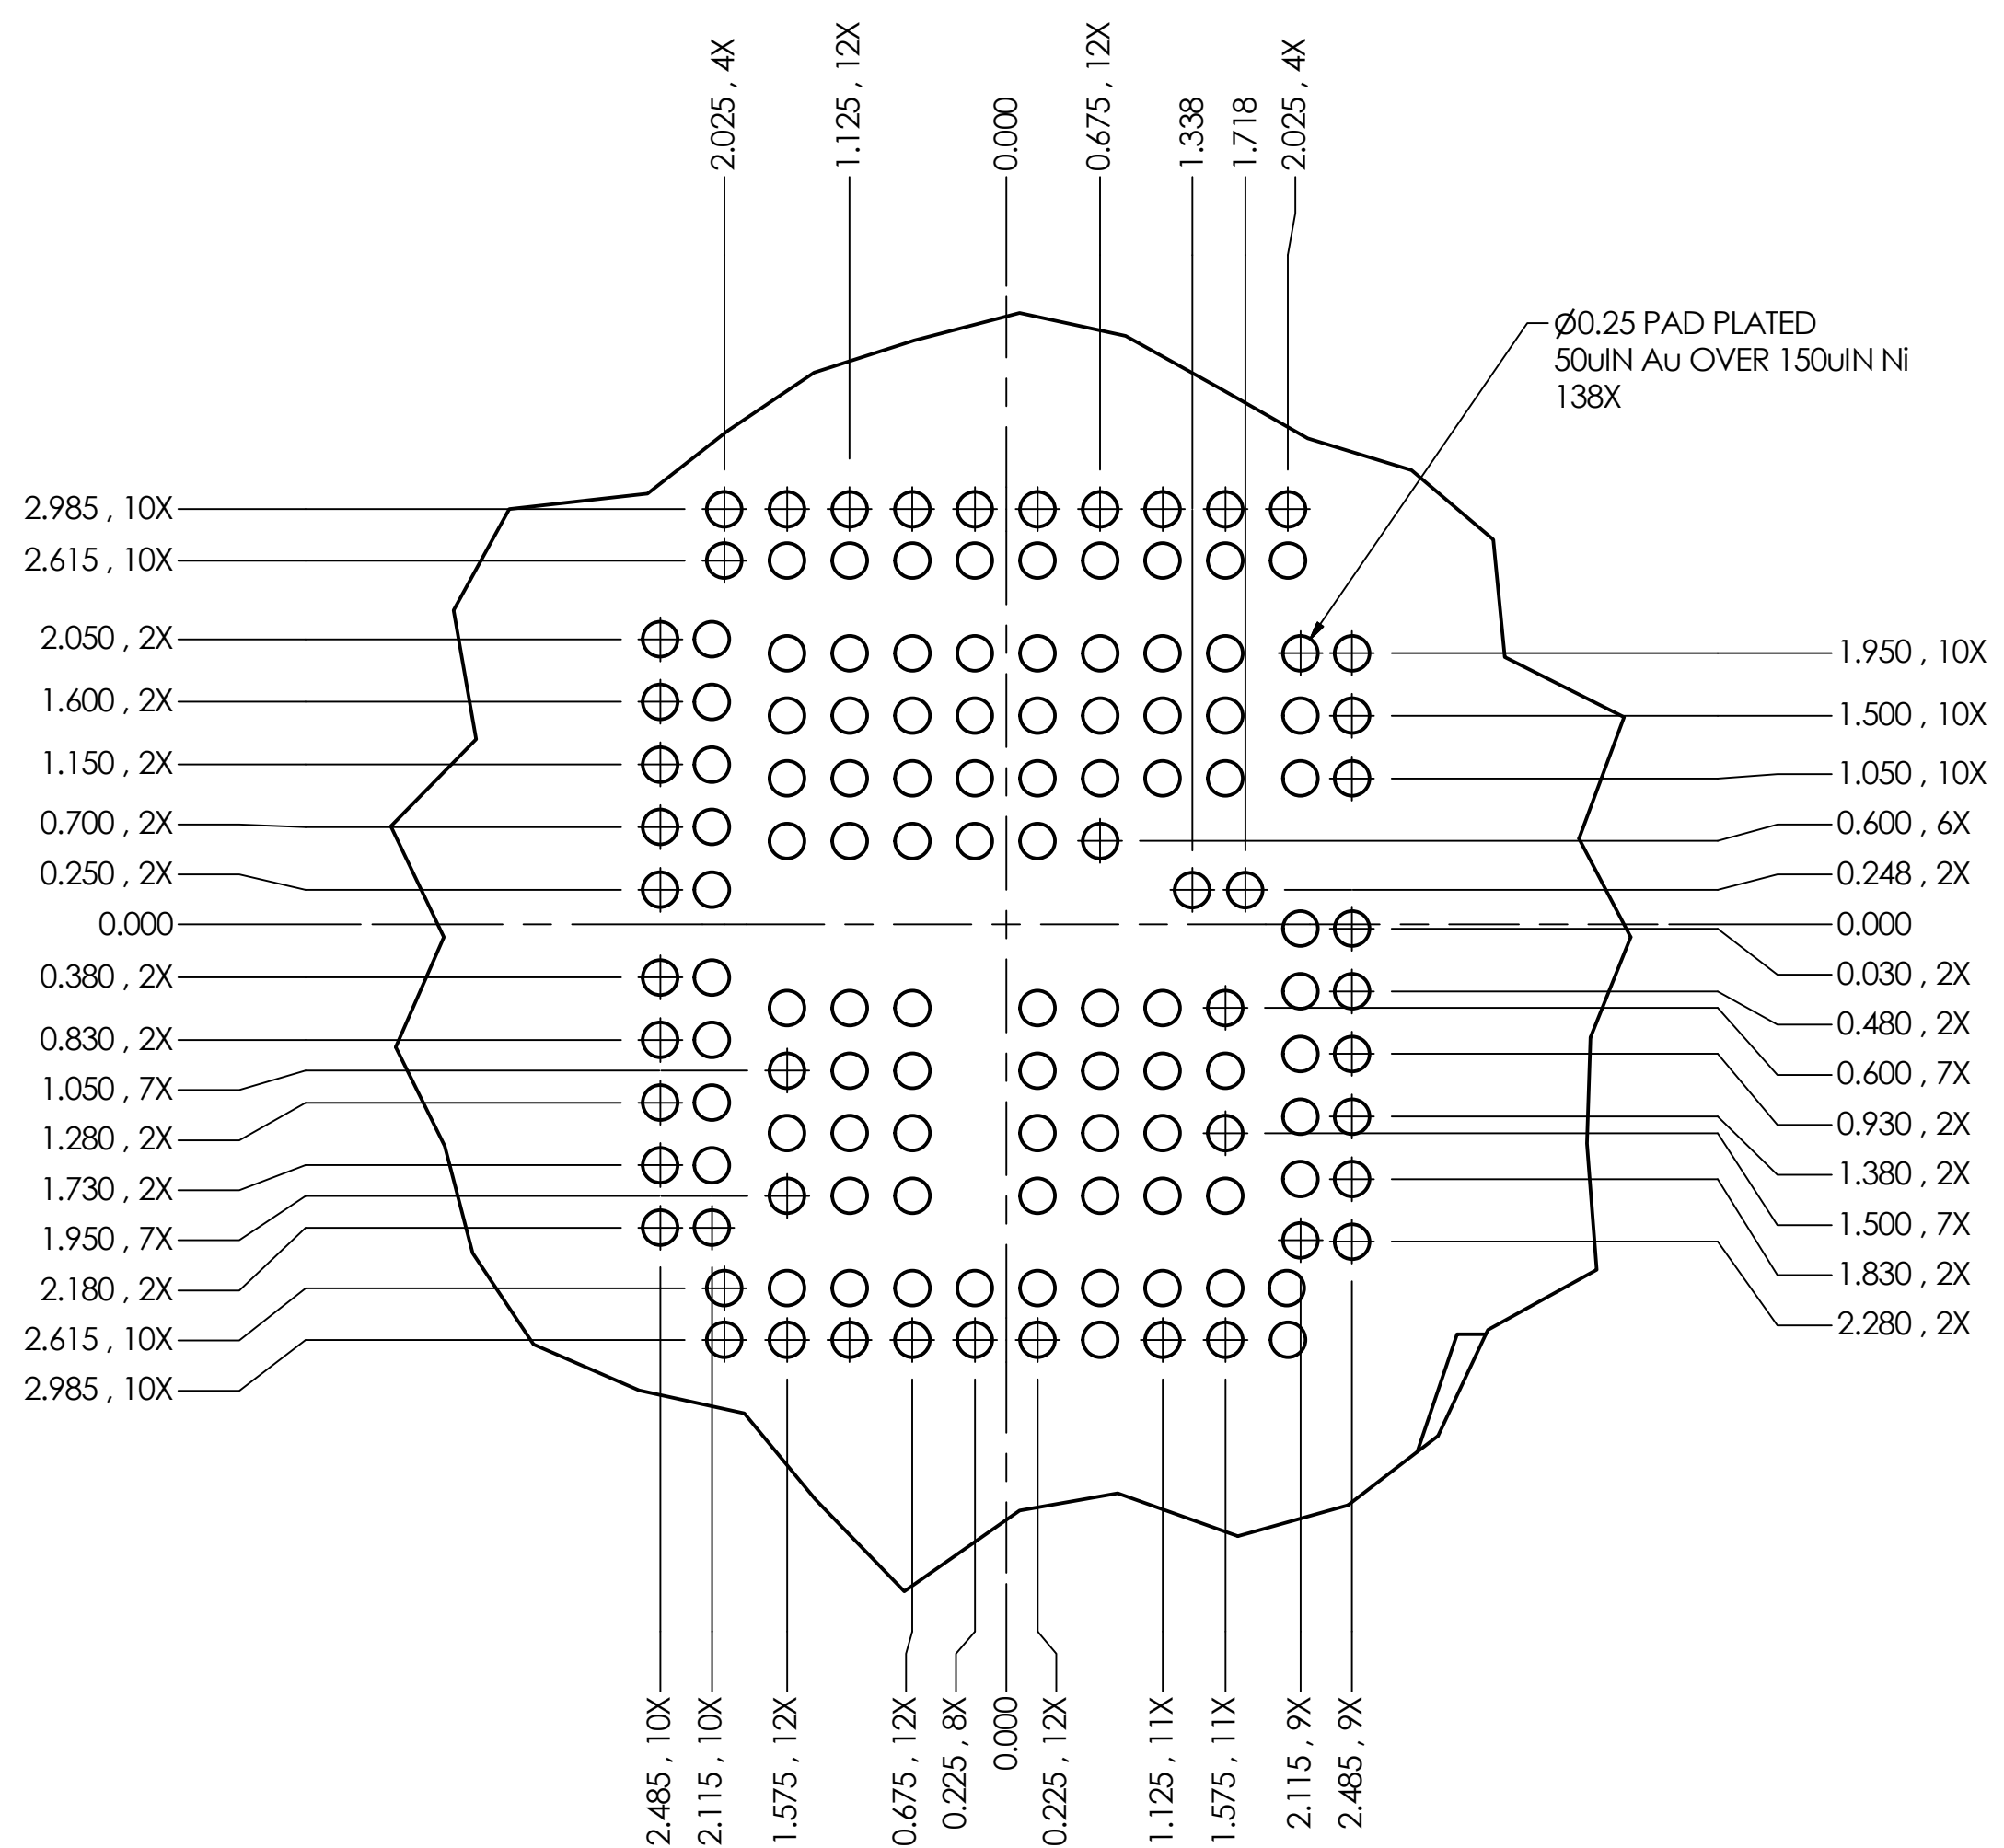 2.025 , 4X
1.125 , 12X
0.000
0.675 , 12X
1.338
1.718
2.025 , 4X
Ø0.25 PAD PLATED
50uIN Au OVER 150uIN Ni
138X
2.985 , 10X
2.615 , 10X
2.050 , 2X
1.600 , 2X
1.150 , 2X
0.700 , 2X
0.250 , 2X
0.000
0.380 , 2X
0.830 , 2X
1.050 , 7X
1.280 , 2X
1.730 , 2X
1.950 , 7X
2.180 , 2X
2.615 , 10X
2.985 , 10X
1.950 , 10X
1.500 , 10X
1.050 , 10X
0.600 , 6X
0.248 , 2X
0.000
0.030 , 2X
0.480 , 2X
0.600 , 7X
0.930 , 2X
1.380 , 2X
1.500 , 7X
1.830 , 2X
2.280 , 2X
2.485 , 10X
2.115 , 10X
1.575 , 12X
0.675 , 12X
0.225 , 8X
0.000
0.225 , 12X
1.125 , 11X
1.575 , 11X
2.115 , 9X
2.485 , 9X